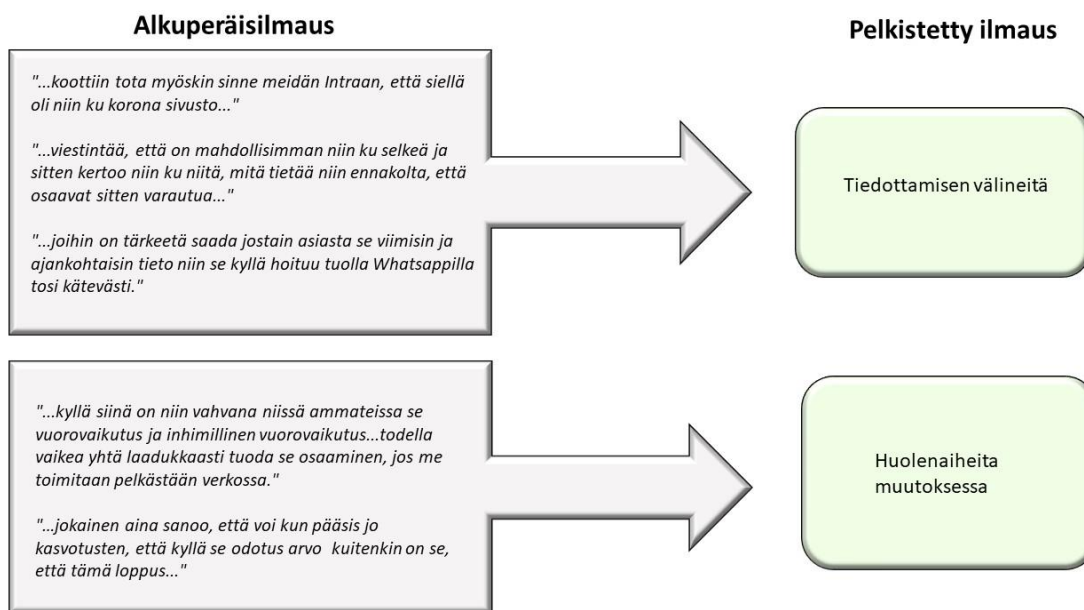 Alkuperäisilmaus
Pelkistetty ilmaus
"...koottiin tota myöskin sinne meidän Intraan, että siellä
oli niin ku korona sivusto..."
"...viestintää, että on mahdollisimman niin ku selkeä ja
sitten kertoo niin ku niitä, mitä tietää niin ennakolta, että
osaavat sitten varautua..."
"...joihin on tärkeetä saada jostain asiasta se viimisin ja
ajankohtaisin tieto niin se kyllä hoituu tuolla Whatsappilla
tosi kätevästi."
Tiedottamisen välineitä
"...kyllä siinä on niin vahvana niissä ammateissa se
vuorovaikutus ja inhimillinen vuorovaikutus...todella
vaikea yhtä laadukkaasti tuoda se osaaminen, jos me
toimitaan pelkästään verkossa."
"...jokainen aina sanoo, että voi kun pääsis jo
kasvotusten, että kyllä se odotus arvo kuitenkin on se,
että tämä loppus..."
Huolenaiheita
muutoksessa